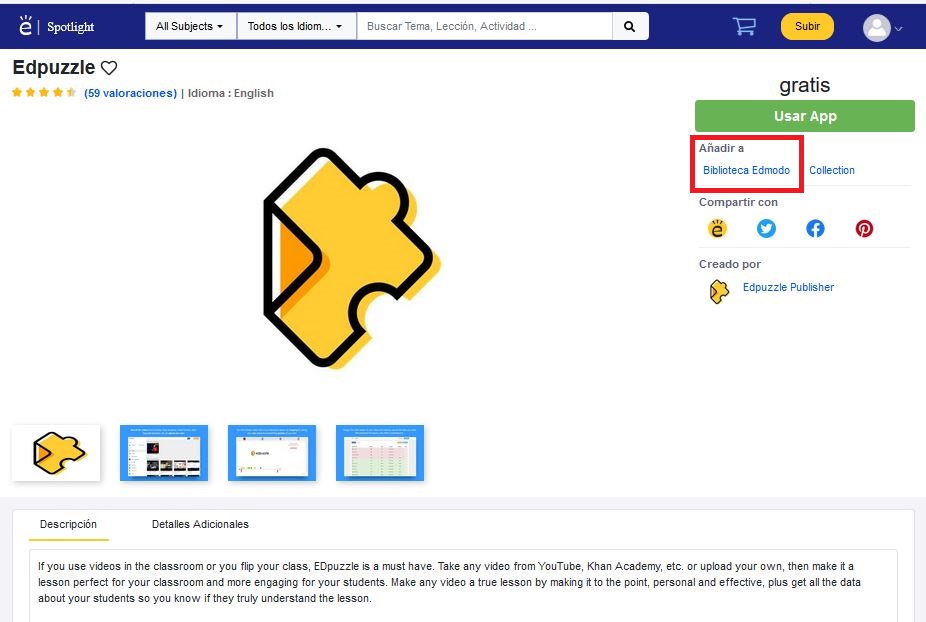 é | Spotlight All Subjects Todos los Idiom... Buscar Tema, Lección, Actividad ... Subir
Edpuzzle
(59 valoraciones) | Idioma : English
gratis
Usar App
Añadir a
Biblioteca Edmodo Collection
Compartir con
Creado por
Edpuzzle Publisher
Descripción Detalles Adicionales
If you use videos in the classroom or you flip your class, EDpuzzle is a must have. Take any video from YouTube, Khan Academy, etc. or upload your own, then make it a
lesson perfect for your classroom and more engaging for your students. Make any video a true lesson by making it to the point, personal and effective, plus get all the data
about your students so you know if they truly understand the lesson.